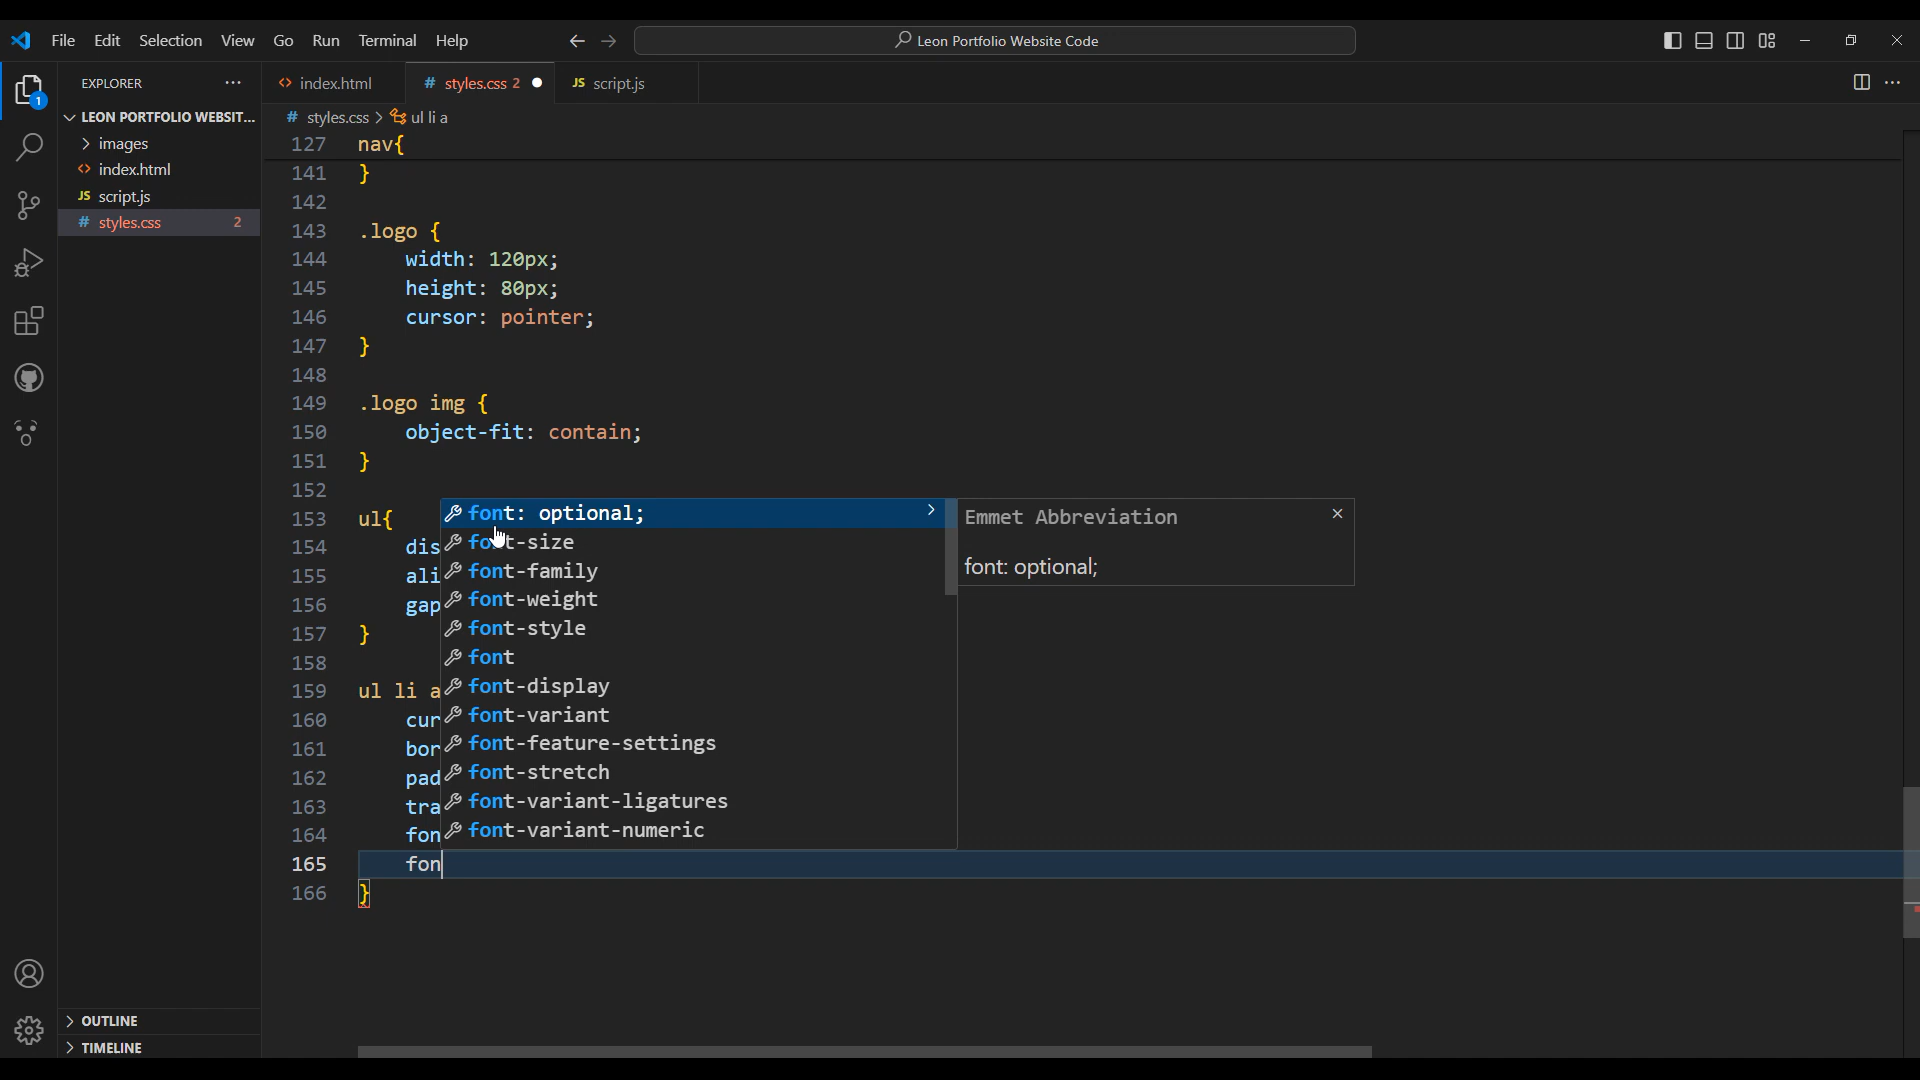 File Edit Selection View Go Run Terminal Help
Leon Portfolio Website Code
EXPLORER
index.html
styles.css 2
JS script.js
LEON PORTFOLIO WEBSIT...
images
index.html
JS script.js
# styles.css 2
# styles.css > ul li a
127 nav{
141 }
142
143 .logo {
144 width: 120px;
145 height: 80px;
146 cursor: pointer;
147 }
148
149 .logo img {
150 object-fit: contain;
151 }
152
153 ul{
154 dis
155 ali
156 gap
157 }
158
159 ul li a
160 cur
161 bor
162 pad
163 tra
164 fon
165 fon
166 }
font: optional;
font-size
font-family
font-weight
font-style
font
font-display
font-variant
font-feature-settings
font-stretch
font-variant-ligatures
font-variant-numeric
Emmet Abbreviation
font: optional;
OUTLINE
TIMELINE
1